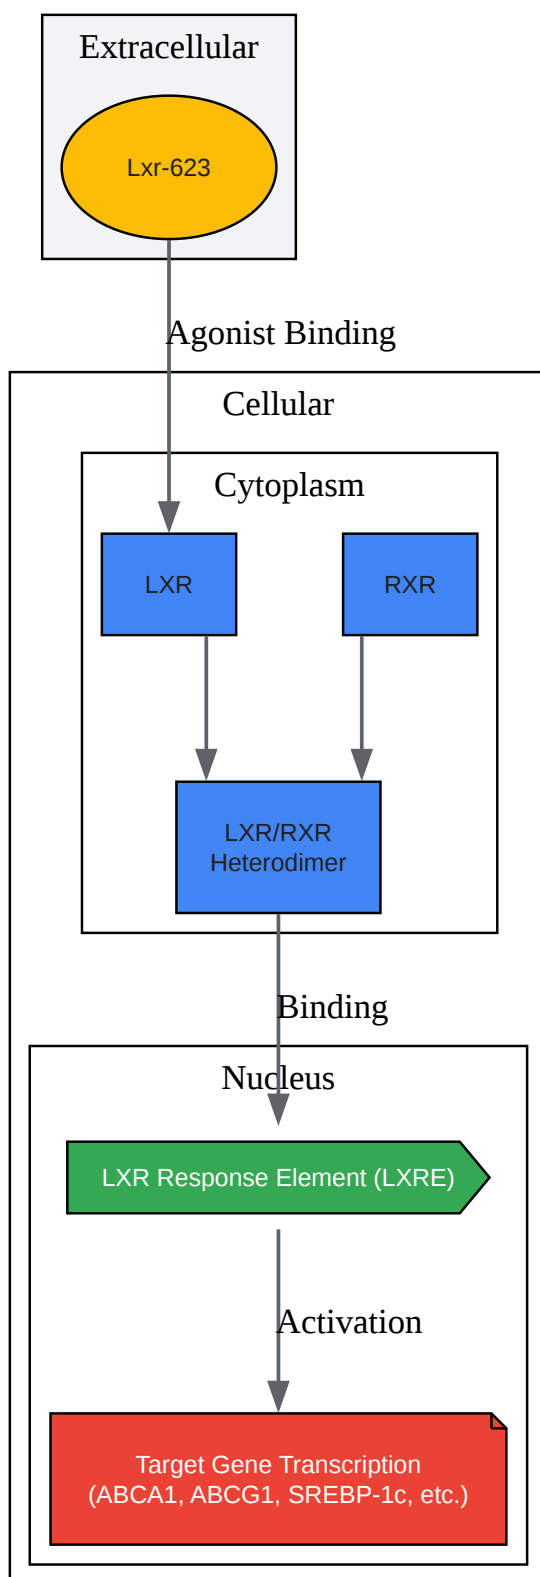 Extracellular
Lxr-623
Agonist Binding
Cellular
Cytoplasm
LXR
RXR
LXR/RXR
Heterodimer
Binding
Nucleus
LXR Response Element (LXRE)
Activation
Target Gene Transcription
(ABCA1, ABCG1, SREBP-1c, etc.)